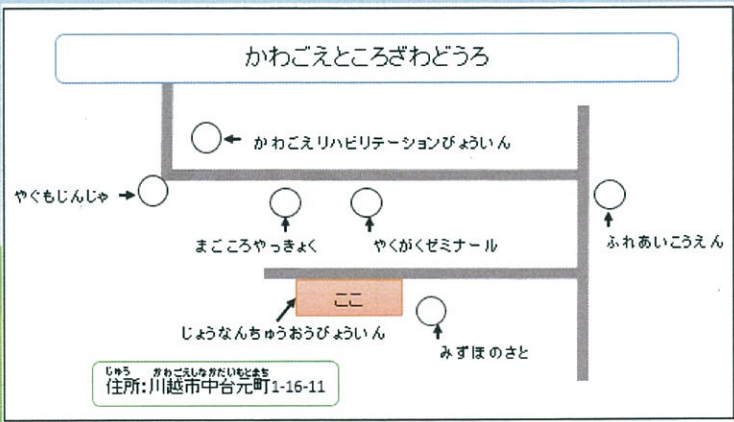 かわごえところざわどうろ
かわごえリハビリテーションびょういん
やぐもじんじゃ
まごころやっきょく
やくがくゼミナール
ふれあいこうえん
ここ
じょうなんちゅうおうびょういん
みずほのさと
じゅう かわごえしなかだいもとまち
住所:川越市中台元町1-16-11